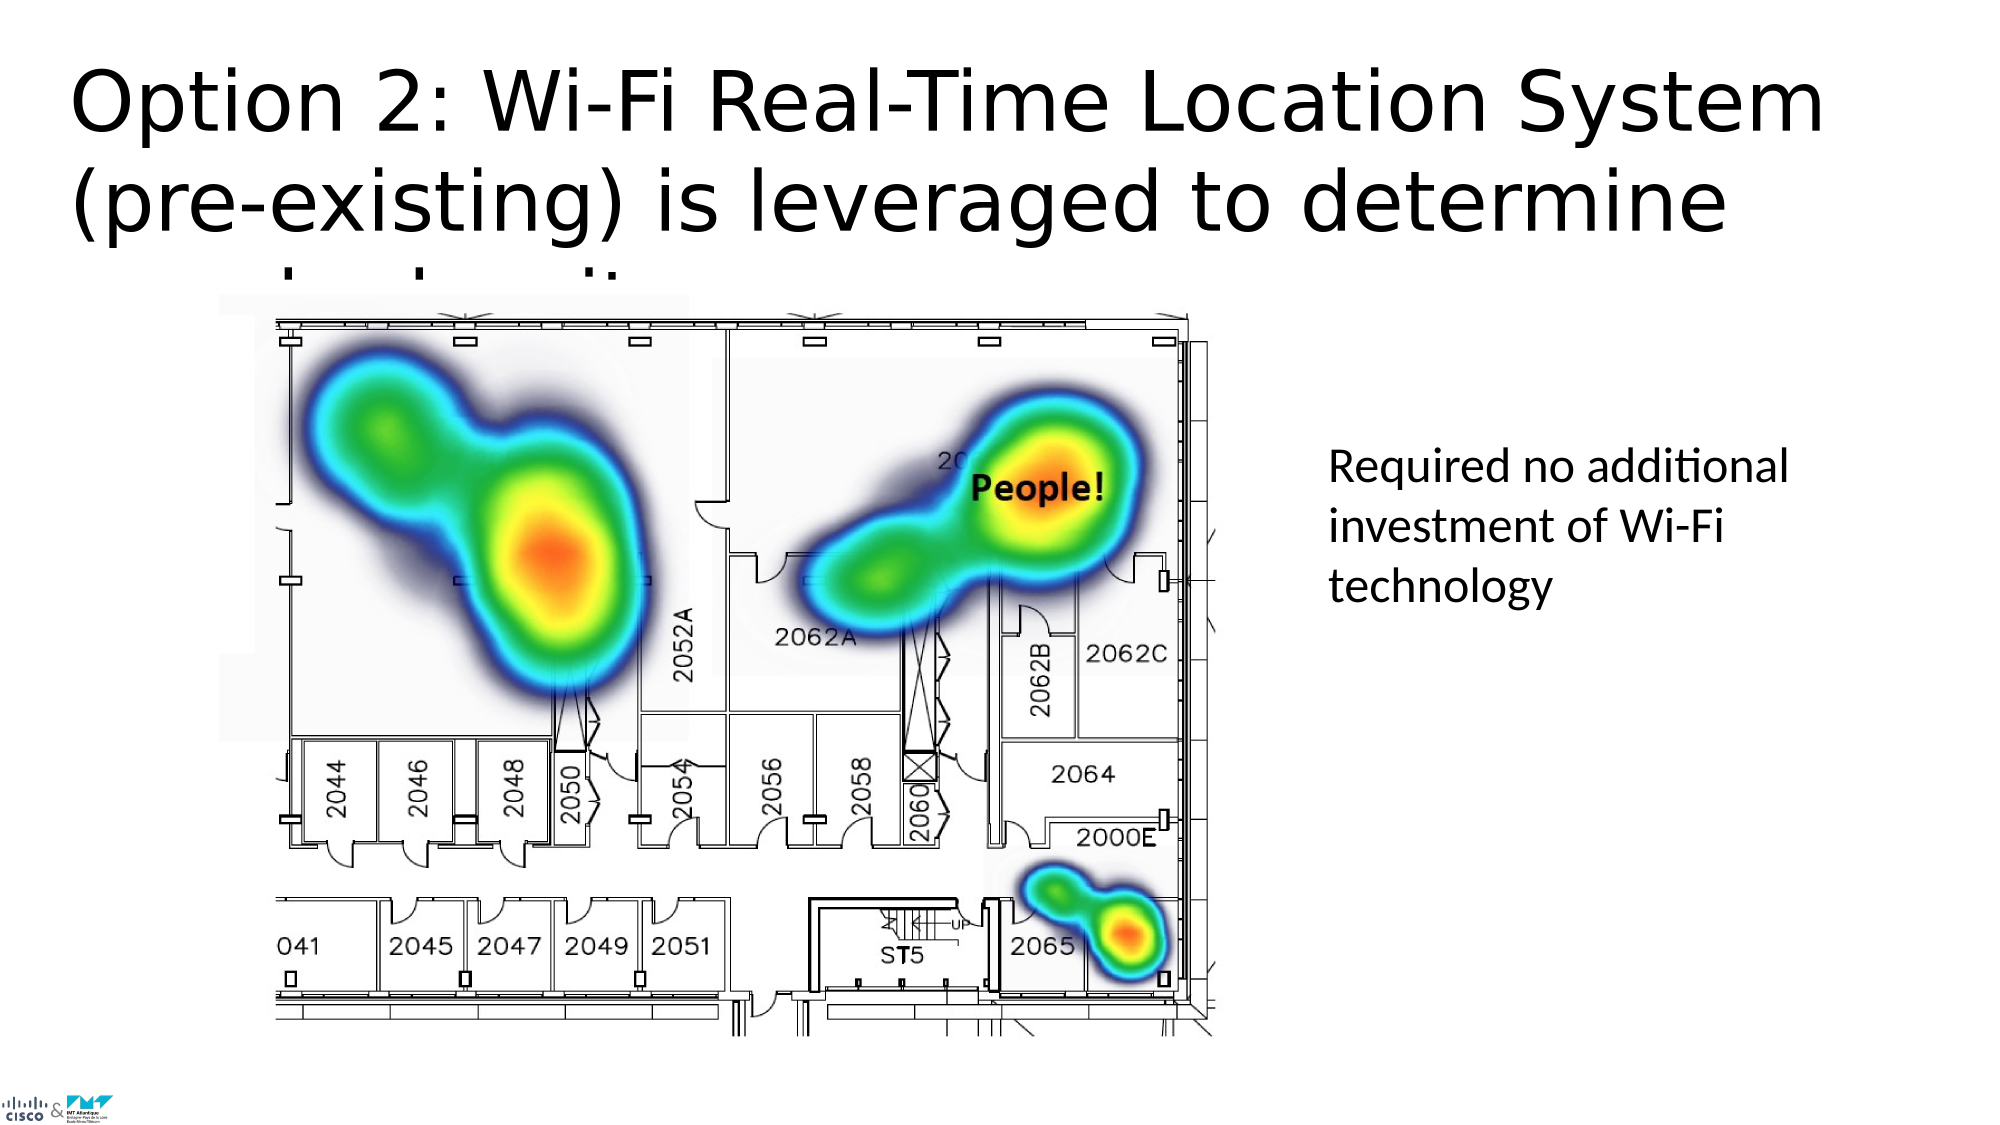 Option 2: Wi-Fi Real-Time Location System
(pre-existing) is leveraged to determine
People!
Required no additional
investment of Wi-Fi
technology
2052A
2062A
2062B
2062C
2044
2046
2048
2050
2054
2056
2058
2060
2064
2000E
041
2045
2047
2049
2051
UP
ST5
2065
CISCO & IMT Atlantique